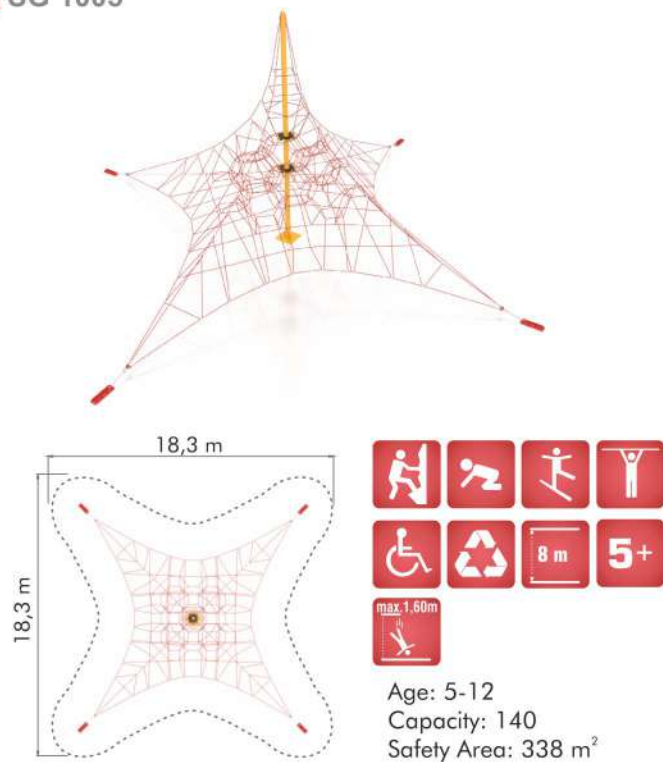 18,3 m
18,3 m
8 m
5+
max.1,60m
Age: 5-12
Capacity: 140
Safety Area: 338 m²